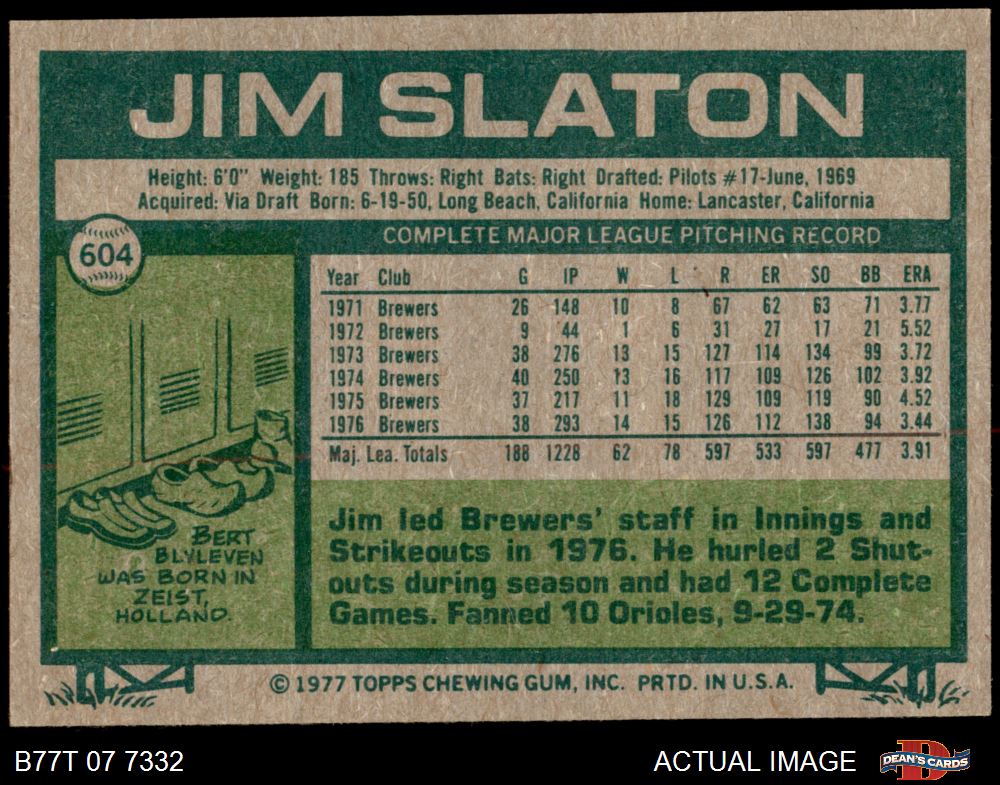 JIM SLATON
Height: 6'0" Weight: 185 Throws: Right Bats: Right Drafted: Pilots #17-June, 1969
Acquired: Via Draft Born: 6-19-50, Long Beach, California Home: Lancaster, California
604
COMPLETE MAJOR LEAGUE PITCHING RECORD
Year Club G IP W L R ER SO BB ERA
1971 Brewers 26 148 10 8 67 62 63 71 3.77
1972 Brewers 9 44 1 6 31 27 17 21 5.52
1973 Brewers 38 276 13 15 127 114 134 99 3.72
1974 Brewers 40 250 13 16 117 109 126 102 3.92
1975 Brewers 37 217 11 18 129 109 119 90 4.52
1976 Brewers 38 293 14 15 126 112 138 94 3.44
Maj. Lea. Totals 188 1228 62 78 597 533 597 477 3.91
BERT
BLYLEVEN
WAS BORN IN
ZEIST,
HOLLAND.
Jim led Brewers' staff in Innings and
Strikeouts in 1976. He hurled 2 Shut-
outs during season and had 12 Complete
Games. Fanned 10 Orioles, 9-29-74.
© 1977 TOPPS CHEWING GUM, INC. PRTD. IN U.S.A.
B77T 07 7332 ACTUAL IMAGE DEAN'S CARDS